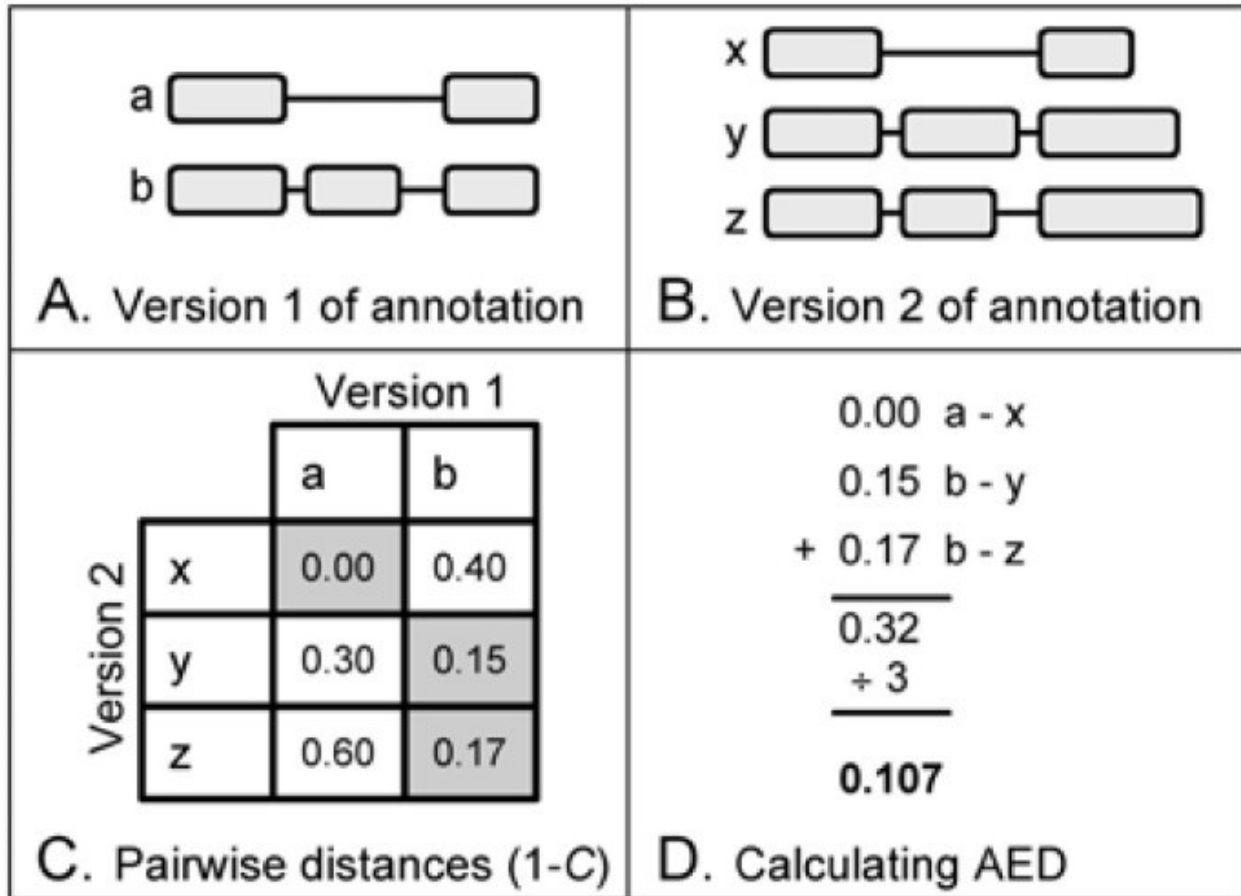 a
b
A. Version 1 of annotation
x
y
z
B. Version 2 of annotation
Version 1
Version 2
a b
x 0.00 0.40
y 0.30 0.15
z 0.60 0.17
C. Pairwise distances (1-C)
0.00 a - x
0.15 b - y
+ 0.17 b - z
0.32
÷ 3
0.107
D. Calculating AED